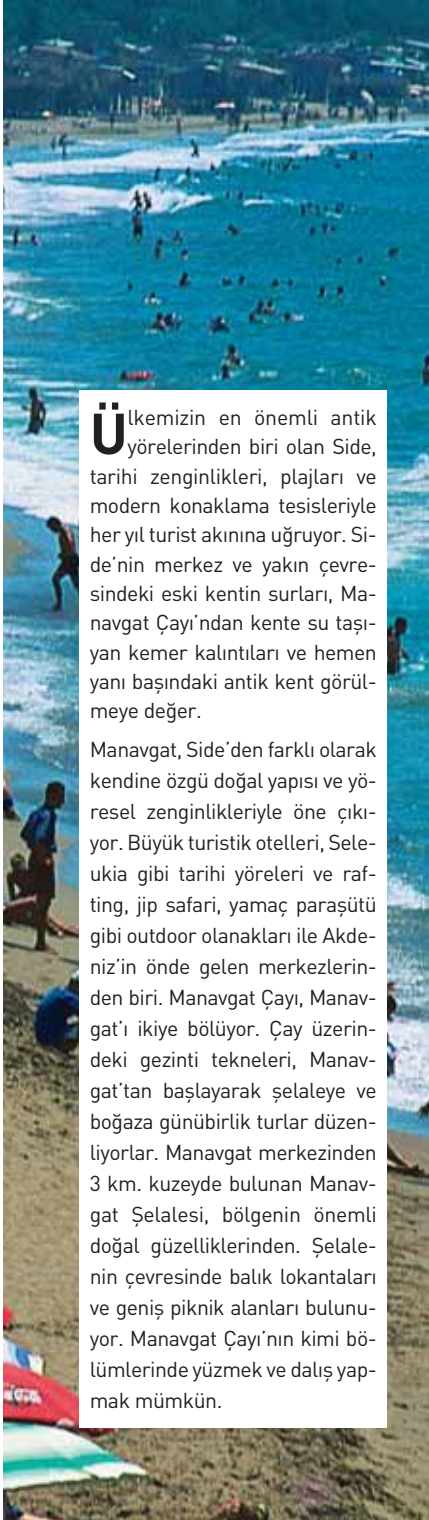 Ülkemizin en önemli antik
yörelerinden biri olan Side,
tarihi zenginlikleri, plajları ve
modern konaklama tesisleriyle
her yıl turist akınına uğruyor. Si-
de’nin merkez ve yakın çevre-
sindeki eski kentin surları, Ma-
navgat Çayı’ndan kente su taşı-
yan kemer kalıntıları ve hemen
yanı başındaki antik kent görül-
meye değer.
Manavgat, Side’den farklı olarak
kendine özgü doğal yapısı ve yö-
resel zenginlikleriyle öne çıkı-
yor. Büyük turistik otelleri, Sele-
ukia gibi tarihi yöreleri ve raf-
ting, jip safari, yamaç paraşütü
gibi outdoor olanakları ile Akde-
niz’in önde gelen merkezlerin-
den biri. Manavgat Çayı, Manav-
gat’ı ikiye bölüyor. Çay üzerin-
deki gezinti tekneleri, Manav-
gat’tan başlayarak şelaleye ve
boğaza günübirlik turlar düzen-
liyorlar. Manavgat merkezinden
3 km. kuzeyde bulunan Manav-
gat Şelalesi, bölgenin önemli
doğal güzelliklerinden. Şelale-
nin çevresinde balık lokantaları
ve geniş piknik alanları bulunu-
yor. Manavgat Çayı’nın kimi bö-
lümlerinde yüzmek ve dalış yap-
mak mümkün.